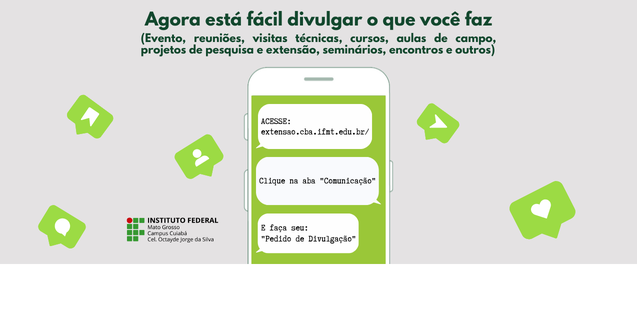 Agora está fácil divulgar o que você faz
(Evento, reuniões, visitas técnicas, cursos, aulas de campo,
projetos de pesquisa e extensão, seminários, encontros e outros)
ACESSE:
extensao.cba.ifmt.edu.br/
Clique na aba "Comunicação"
E faça seu:
"Pedido de Divulgação"
INSTITUTO FEDERAL
Mato Grosso
Campus Cuiabá
Cel. Octayde Jorge da Silva